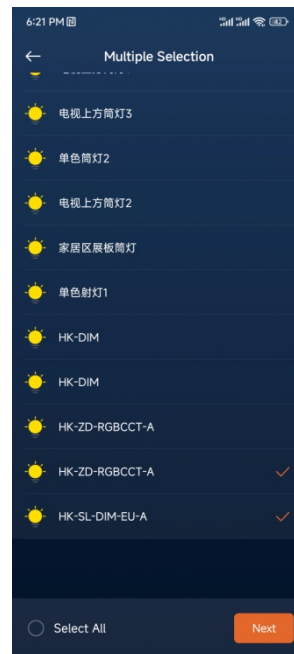 6:21 PM
Multiple Selection
电视上方筒灯3
单色筒灯2
电视上方筒灯2
家居区展板筒灯
单色射灯1
HK-DIM
HK-DIM
HK-ZD-RGBCCT-A
HK-ZD-RGBCCT-A
HK-SL-DIM-EU-A
Select All
Next